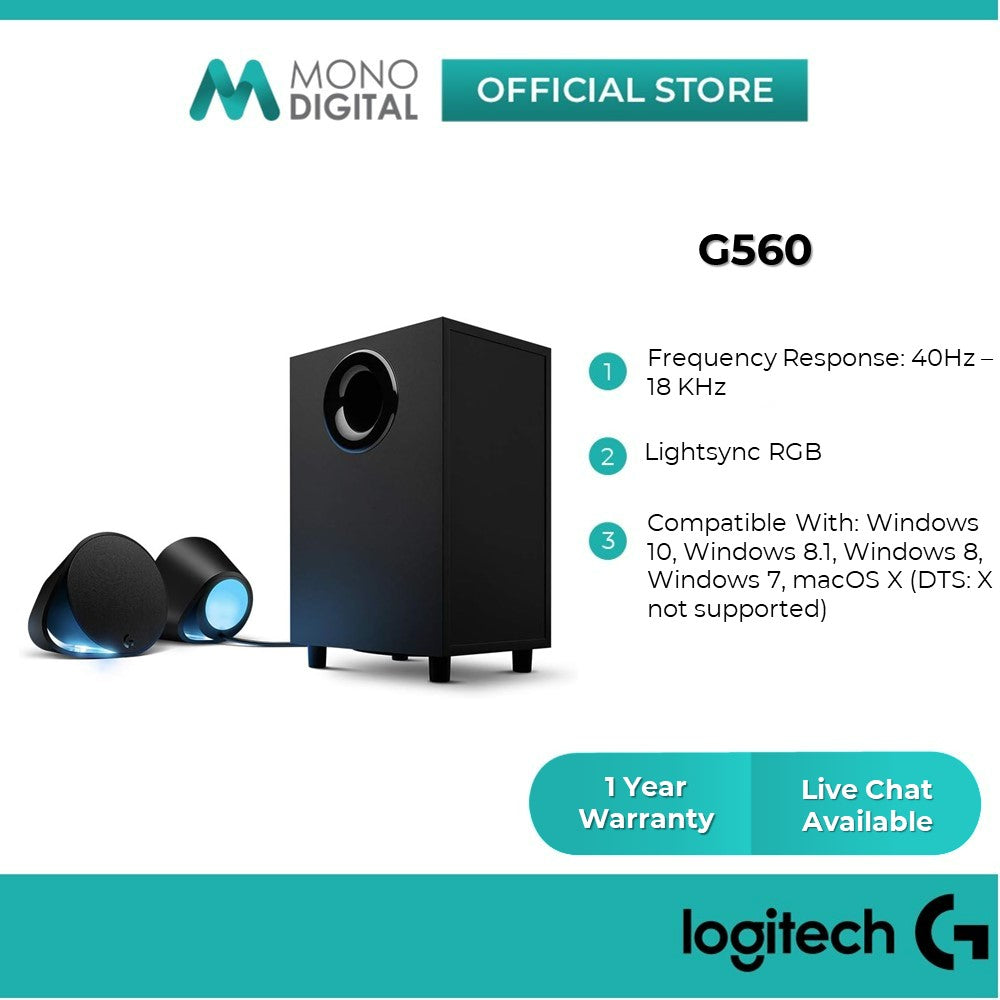 MONO
DIGITAL
OFFICIAL STORE
G560
1
Frequency Response: 40Hz –
18 KHz
2
Lightsync RGB
3
Compatible With: Windows
10, Windows 8.1, Windows 8,
Windows 7, macOS X (DTS: X
not supported)
1 Year
Warranty
Live Chat
Available
logitech G